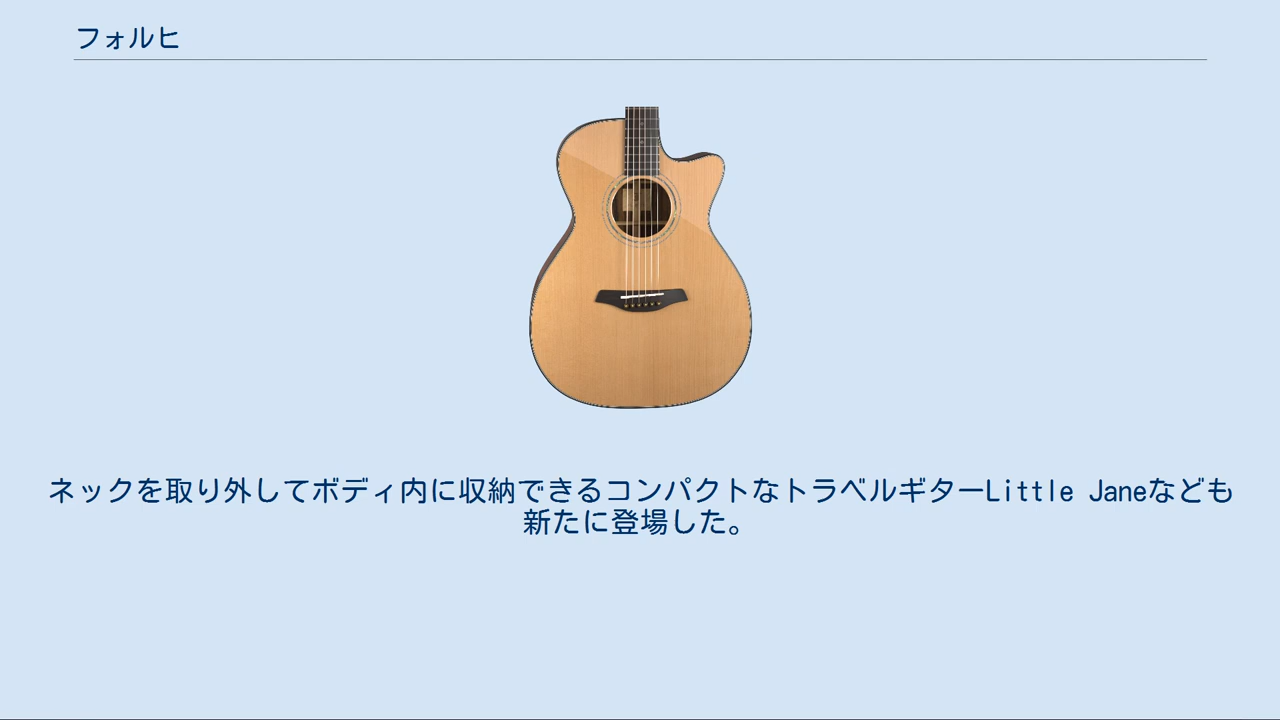 フォルヒ
ネックを取り外してボディ内に収納できるコンパクトなトラベルギターLittle Janeなども
新たに登場した。